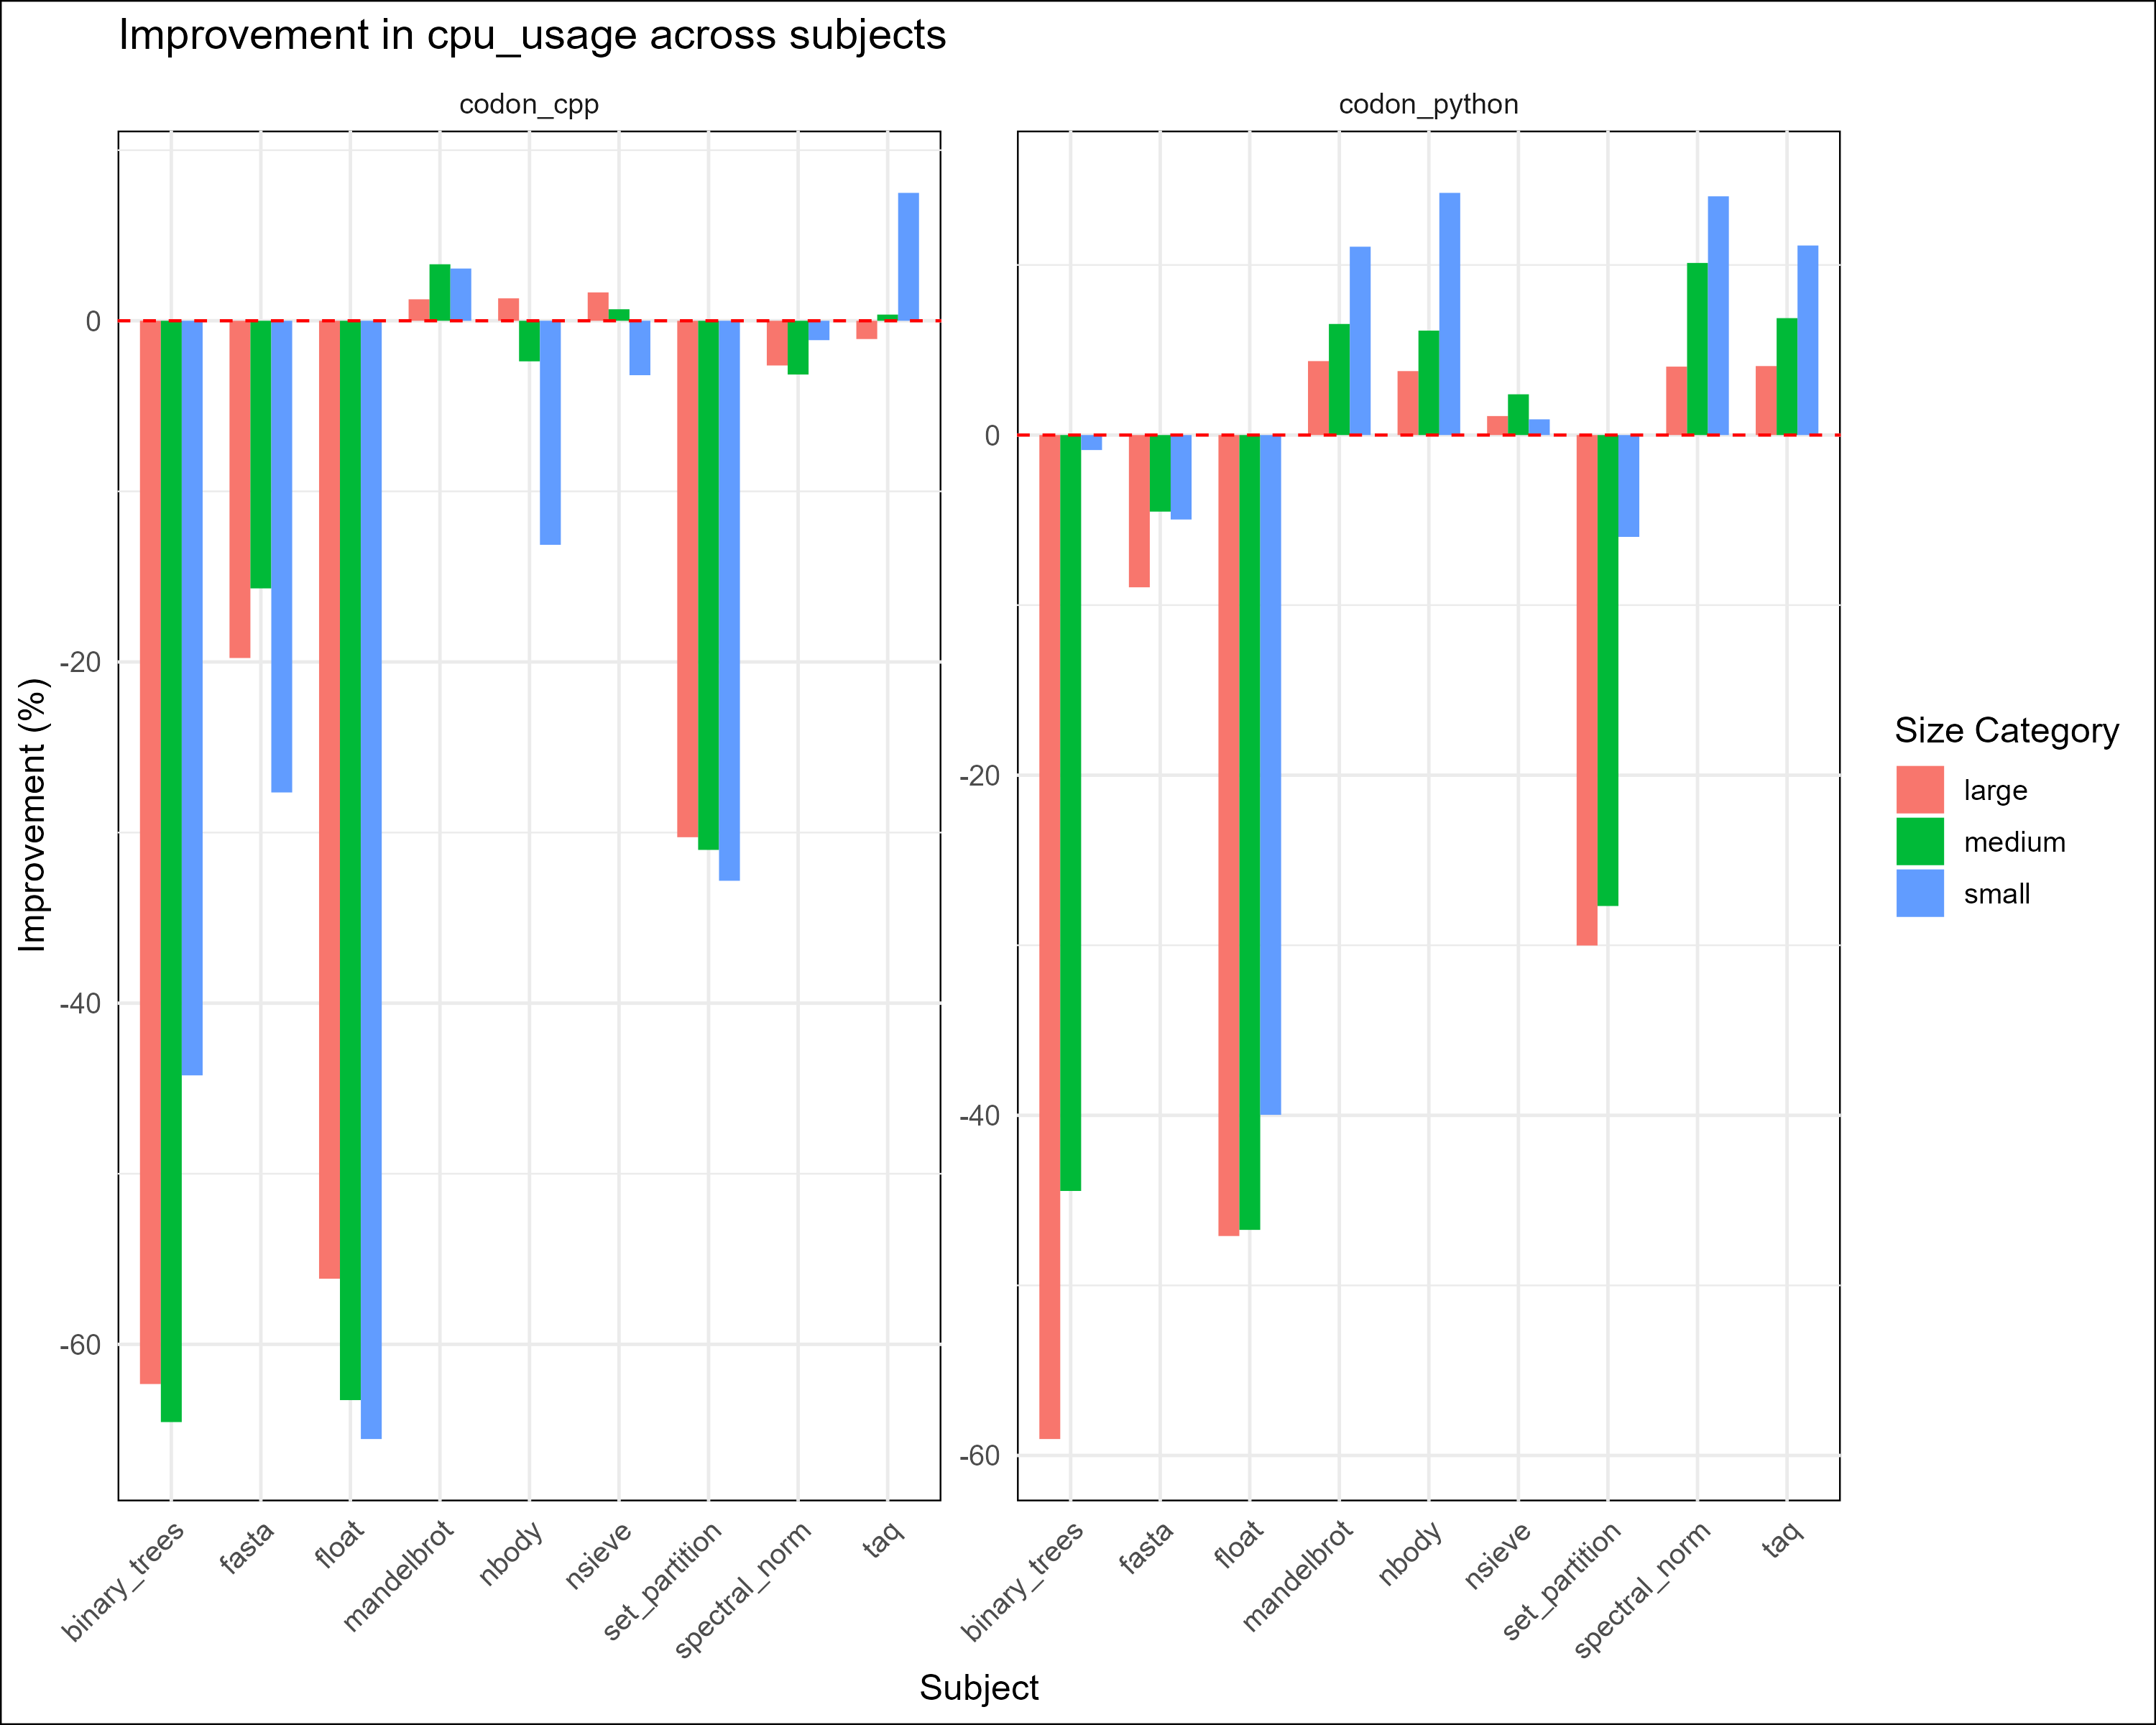 Improvement in cpu_usage across subjects
codon_cpp
codon_python
Improvement (%)
0
-20
-40
-60
0
-20
-40
-60
binary_trees
fasta
float
mandelbrot
nbody
nsieve
set_partition
spectral_norm
taq
binary_trees
fasta
float
mandelbrot
nbody
nsieve
set_partition
spectral_norm
taq
Subject
Size Category
large
medium
small